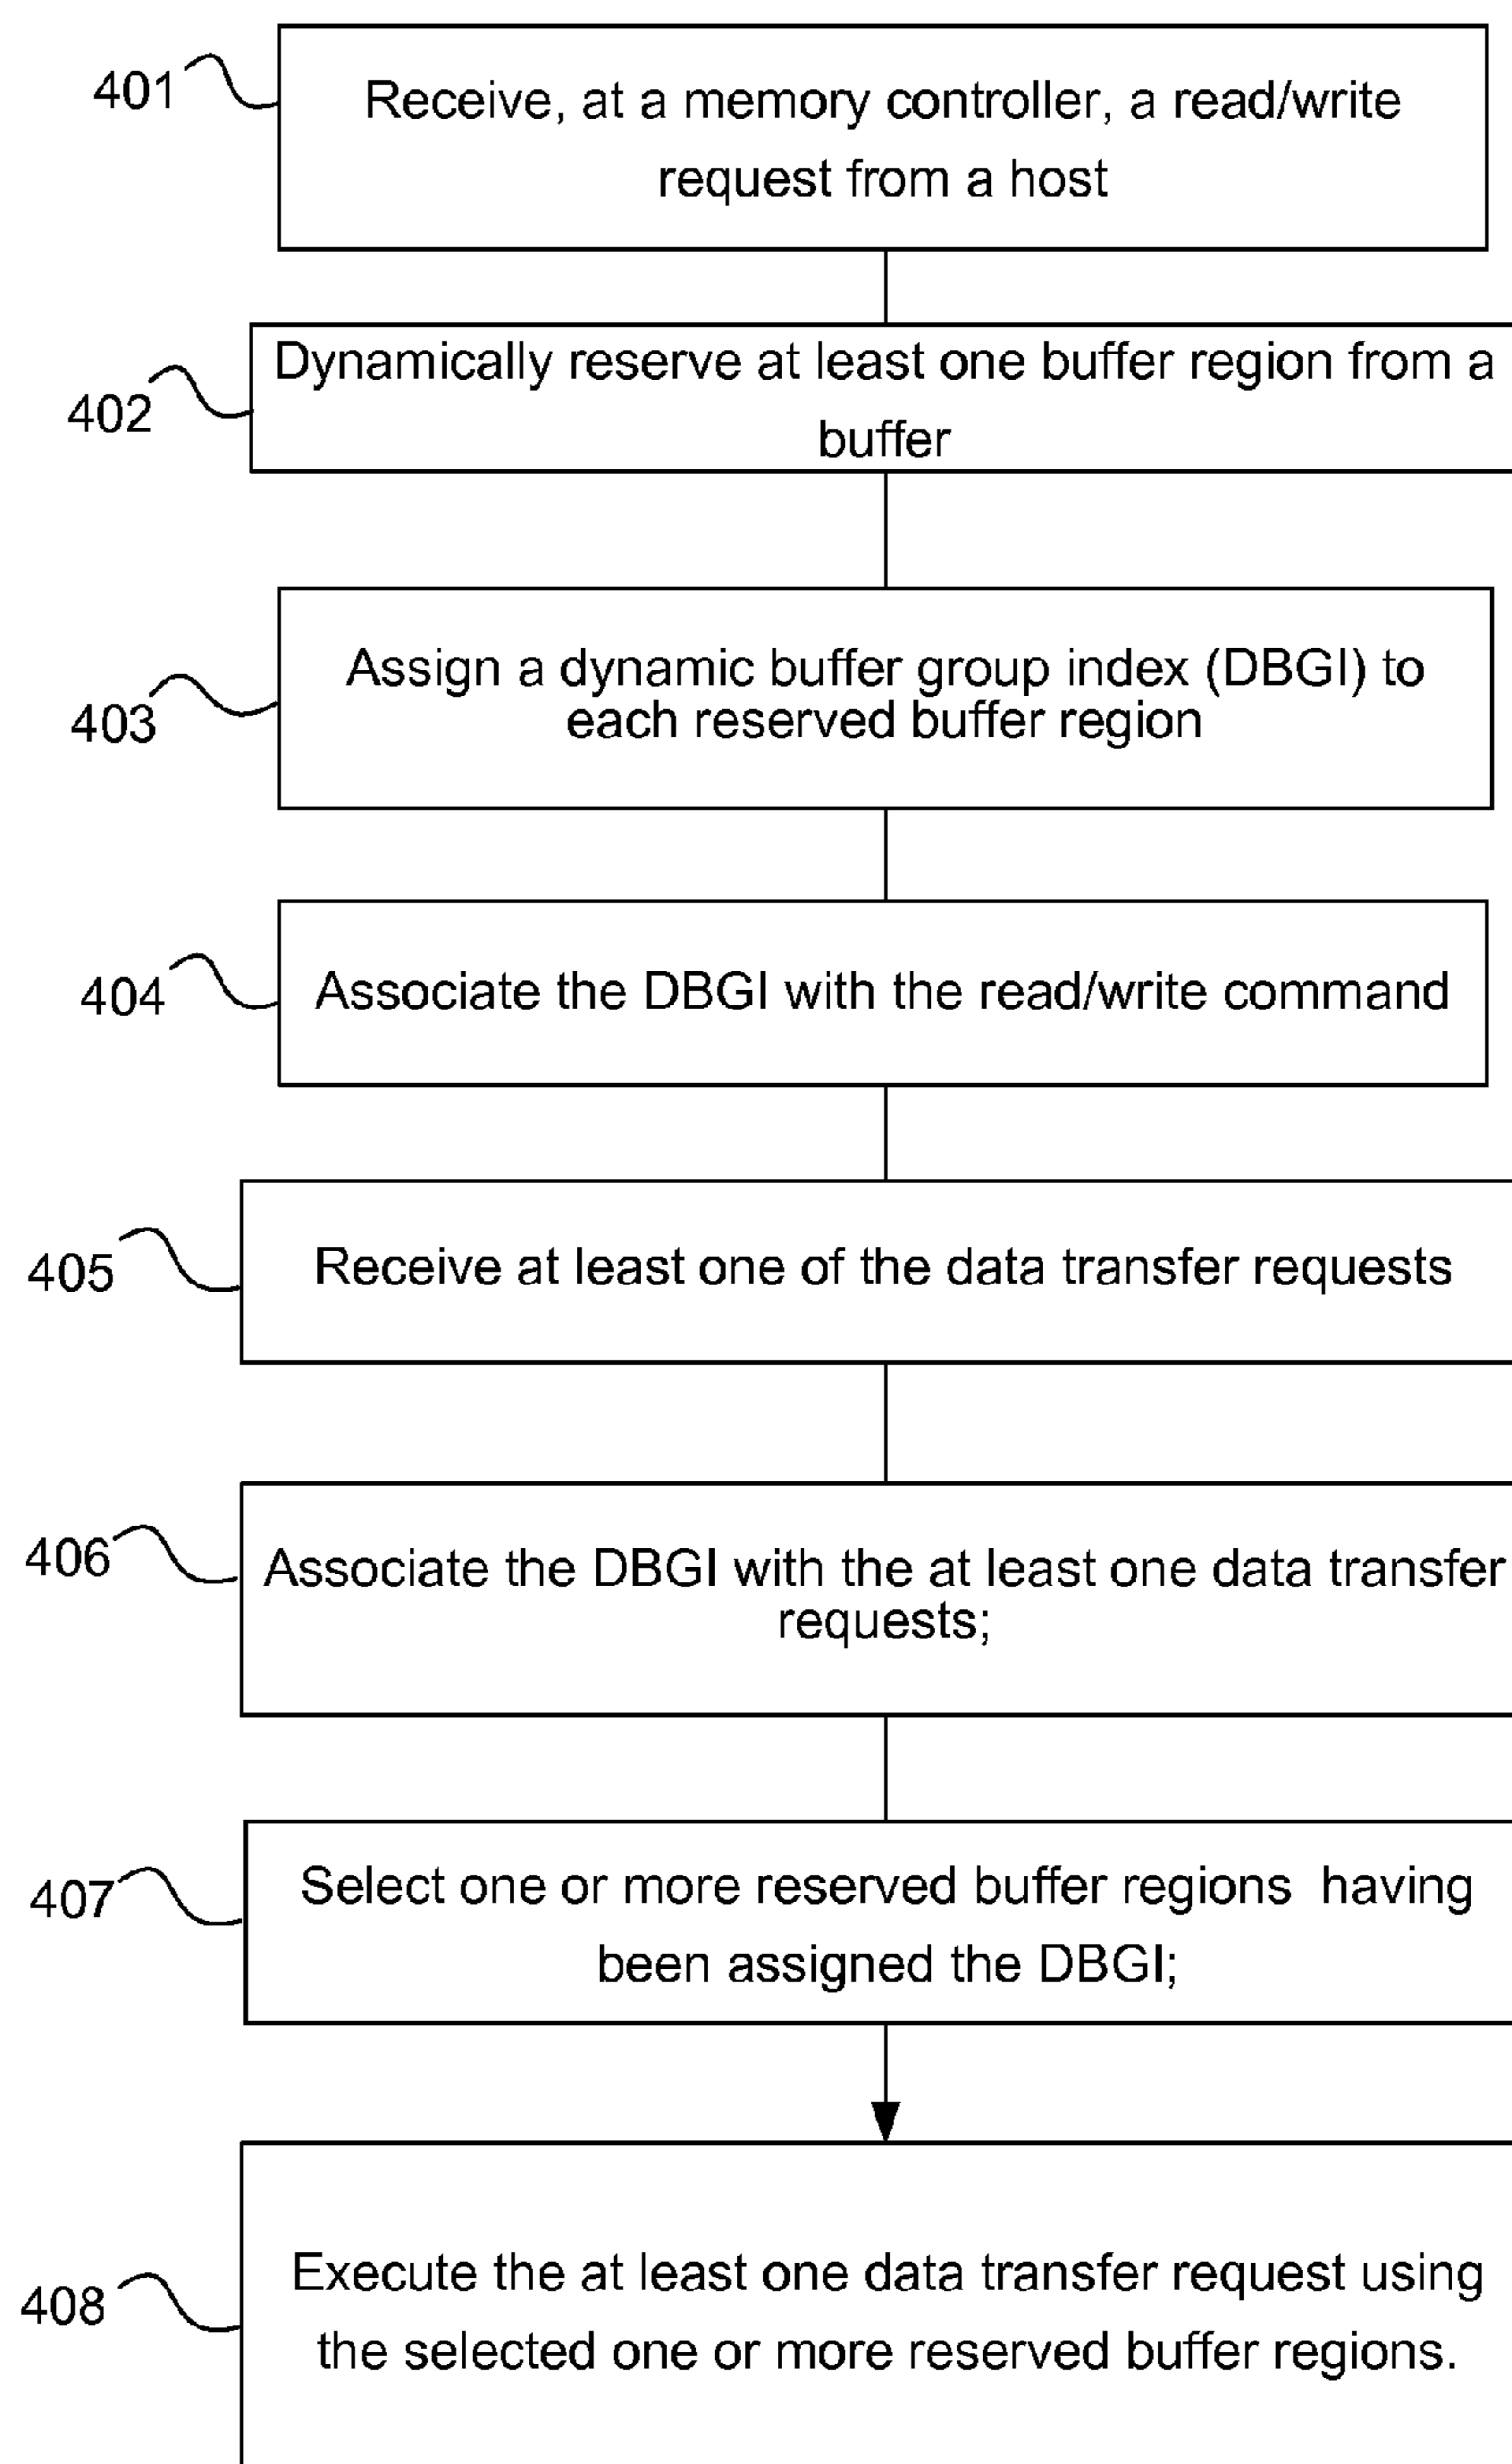 401
Receive, at a memory controller, a read/write
request from a host
402
Dynamically reserve at least one buffer region from a
buffer
403
Assign a dynamic buffer group index (DBGI) to
each reserved buffer region
404
Associate the DBGI with the read/write command
405
Receive at least one of the data transfer requests
406
Associate the DBGI with the at least one data transfer
requests;
407
Select one or more reserved buffer regions having
been assigned the DBGI;
408
Execute the at least one data transfer request using
the selected one or more reserved buffer regions.